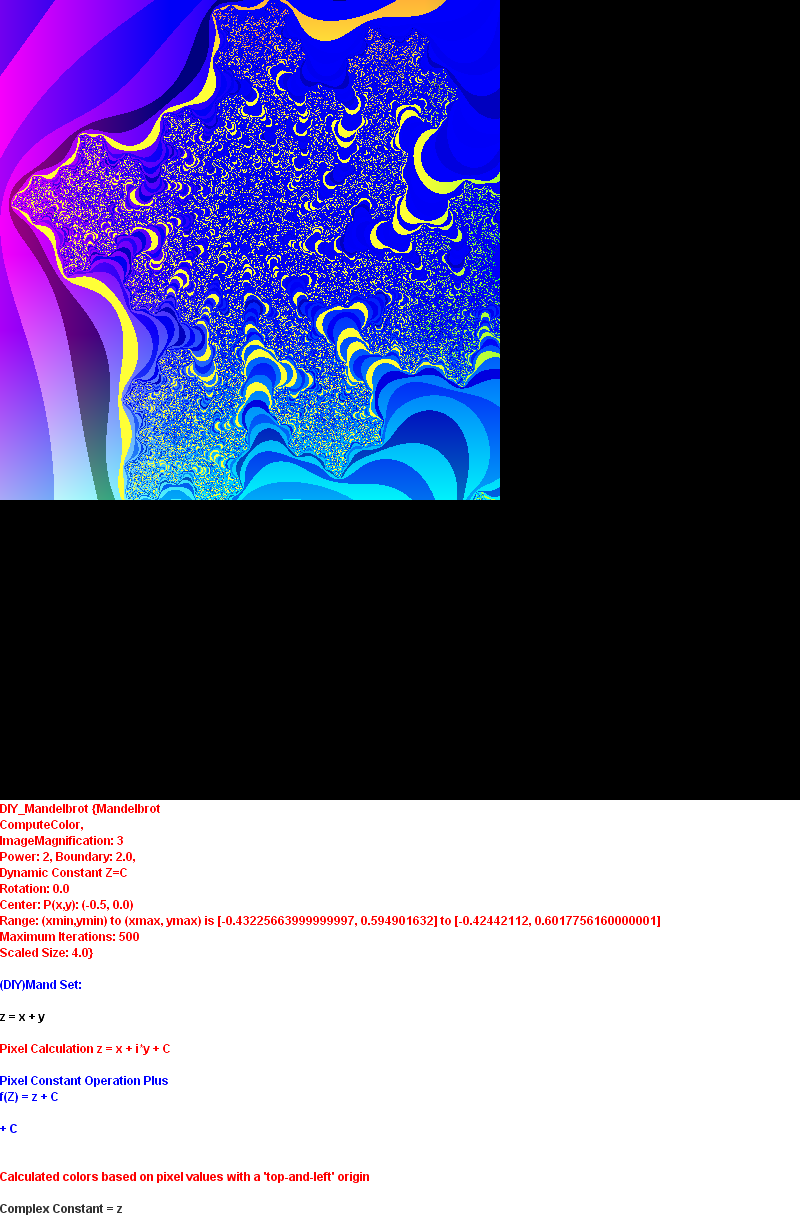 DIY_Mandelbrot {Mandelbrot
ComputeColor,
ImageMagnification: 3
Power: 2, Boundary: 2.0,
Dynamic Constant Z=C
Rotation: 0.0
Center: P(x,y): (-0.5, 0.0)
Range: (xmin,ymin) to (xmax, ymax) is [-0.43225663999999997, 0.594901632] to [-0.42442112, 0.6017756160000001]
Maximum Iterations: 500
Scaled Size: 4.0}
(DIY)Mand Set:
z = x + y
Pixel Calculation z = x + i*y + C
Pixel Constant Operation Plus
f(Z) = z + C
+ C
Calculated colors based on pixel values with a 'top-and-left' origin
Complex Constant = z